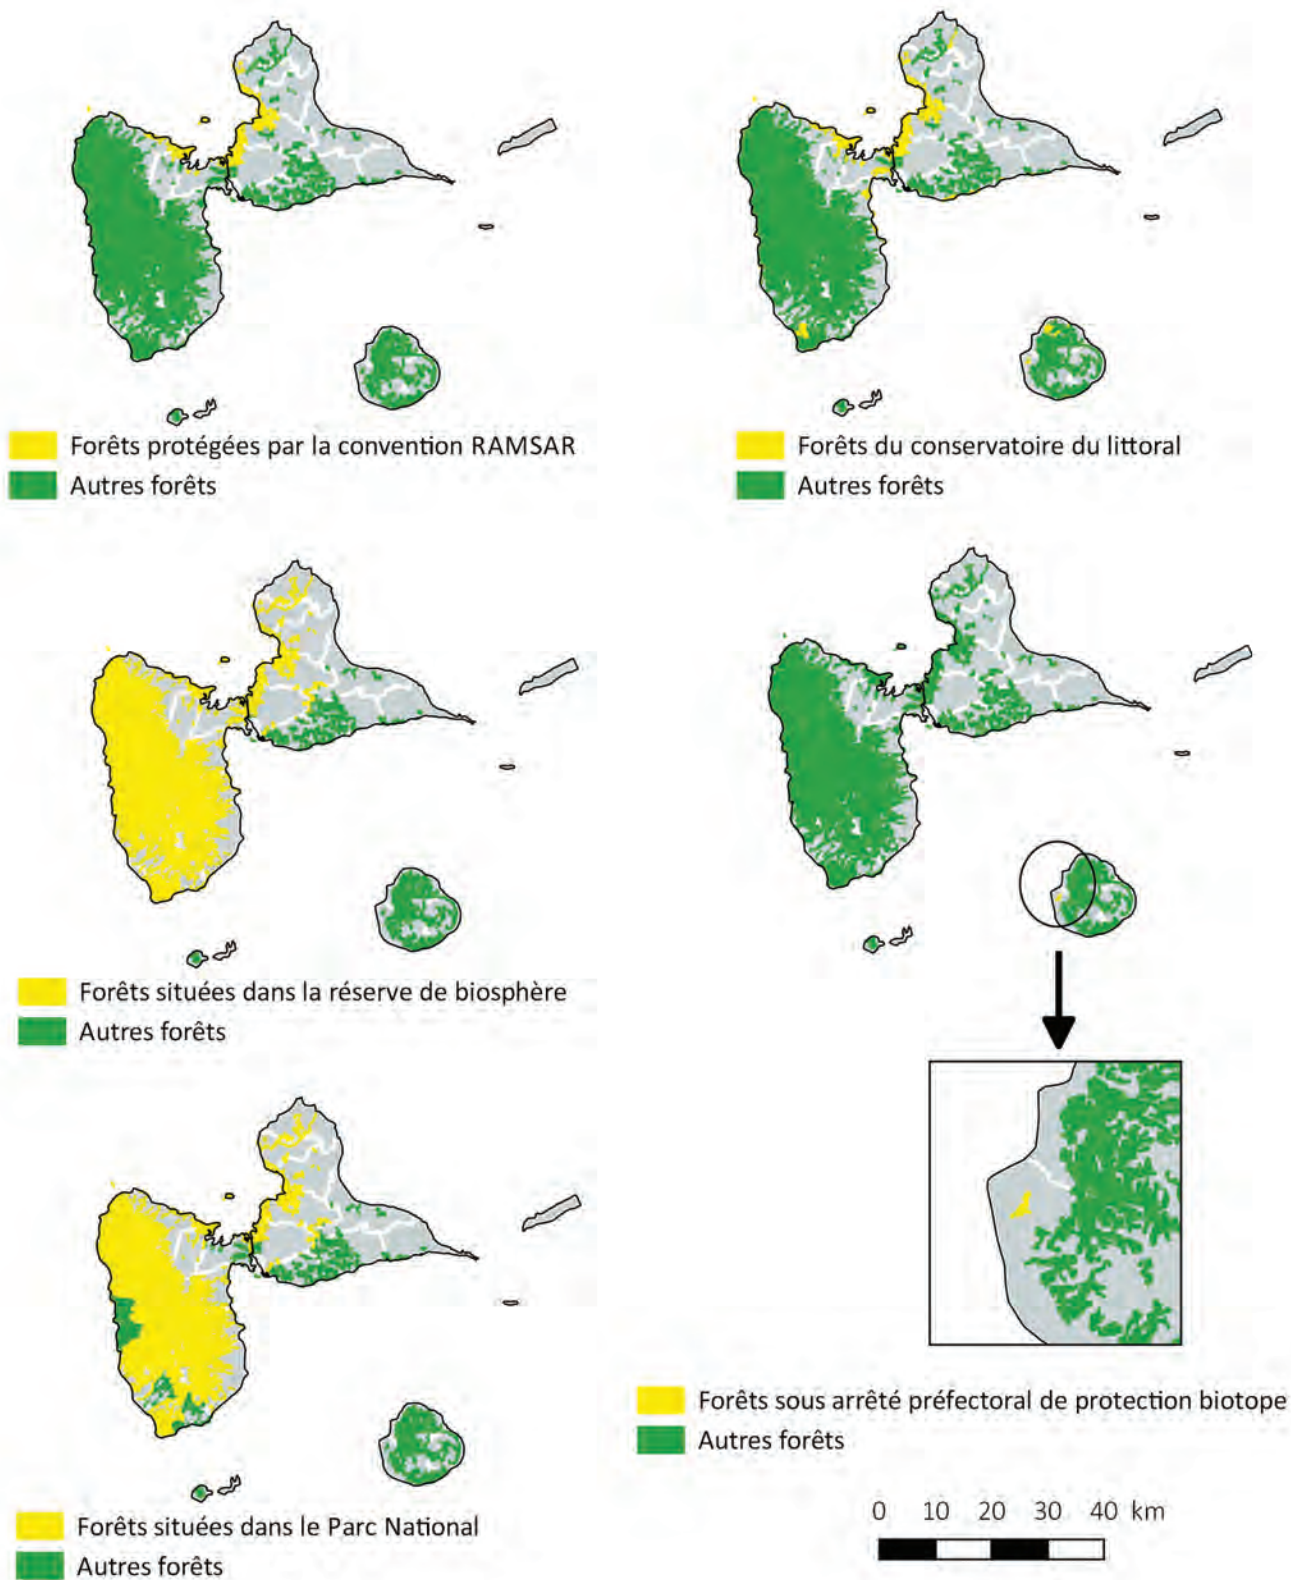 Forêts protégées par la convention RAMSAR
Autres forêts
Forêts du conservatoire du littoral
Autres forêts
Forêts situées dans la réserve de biosphère
Autres forêts
Forêts sous arrêté préfectoral de protection biotope
Autres forêts
Forêts situées dans le Parc National
Autres forêts
0 10 20 30 40 km